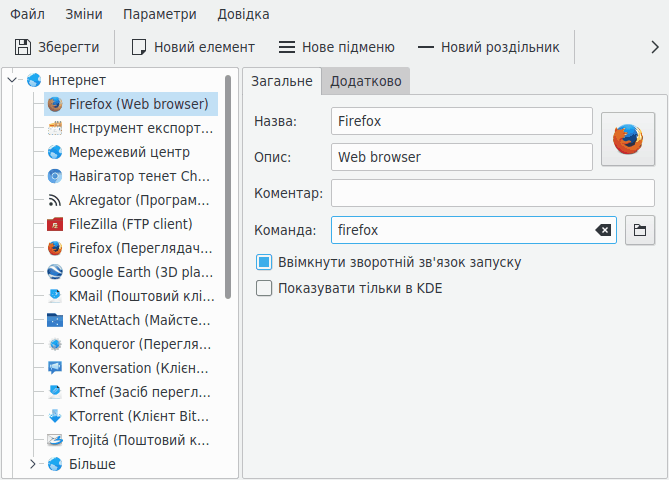 Файл Зміни Параметри Довідка
Зберегти Новий елемент Нове підменю Новий роздільник
Інтернет
Firefox (Web browser)
Інструмент експорт...
Мережевий центр
Навігатор тенет Ch...
Akregator (Програм...
FileZilla (FTP client)
Firefox (Переглядач...
Google Earth (3D pla...
KMail (Поштовий клі...
KNetAttach (Майсте...
Konqueror (Перегля...
Konversation (Клієн...
KTnef (Засіб перегл...
KTorrent (Клієнт Bit...
Trojitá (Поштовий к...
Більше
Загальне Додатково
Назва: Firefox
Опис: Web browser
Коментар:
Команда: firefox
Ввімкнути зворотній зв'язок запуску
Показувати тільки в KDE